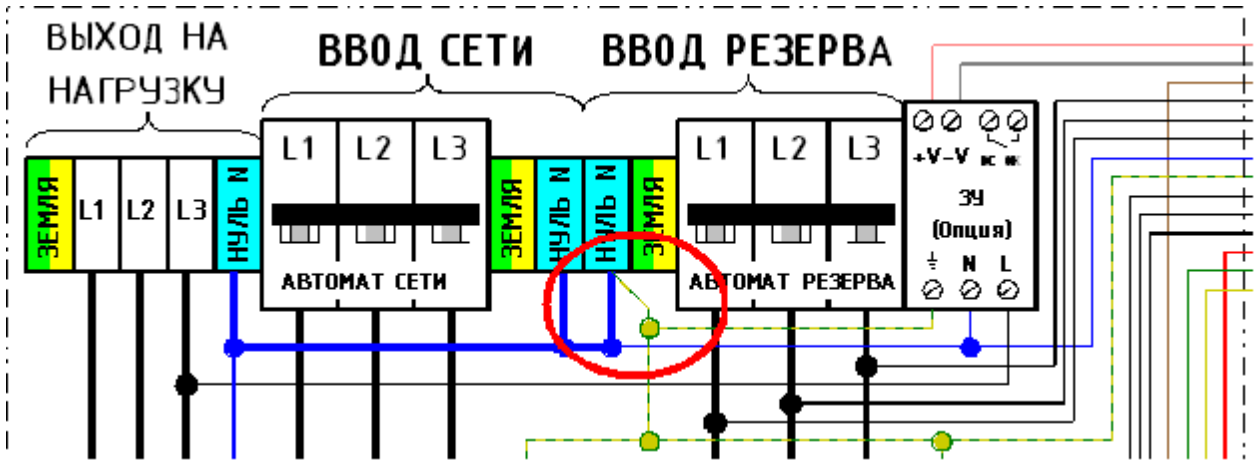 ВЫХОД НА
НАГРУЗКУ
ВВОД СЕТИ
ВВОД РЕЗЕРВА
ЗЕМЛЯ
L1
L2
L3
НУЛЬ N
L1
L2
L3
АВТОМАТ СЕТИ
ЗЕМЛЯ
НУЛЬ N
НУЛЬ N
ЗЕМЛЯ
L1
L2
L3
АВТОМАТ РЕЗЕРВА
+V -V
ЗУ
(Опция)
N L